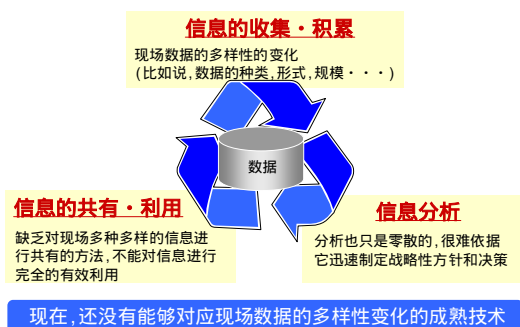 信息的收集・积累
现场数据的多样性的变化
(比如说,数据的种类,形式,规模・・・)
数据
信息的共有・利用
缺乏对现场多种多样的信息进
行共有的方法,不能对信息进行
完全的有效利用
信息分析
分析也只是零散的,很难依据
它迅速制定战略性方针和决策
现在,还没有能够对应现场数据的多样性变化的成熟技术